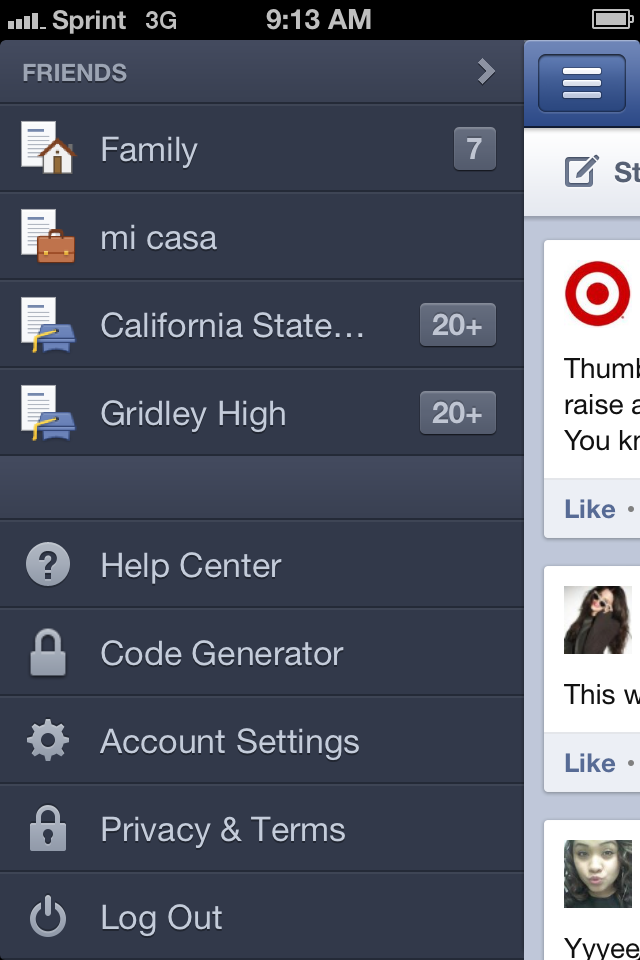 Sprint 3G 9:13 AM
FRIENDS
Family 7
mi casa
California State... 20+
Gridley High 20+
Help Center
Code Generator
Account Settings
Privacy & Terms
Log Out
St
Thumb
raise a
You kn
Like •
This w
Like •
Yyyee